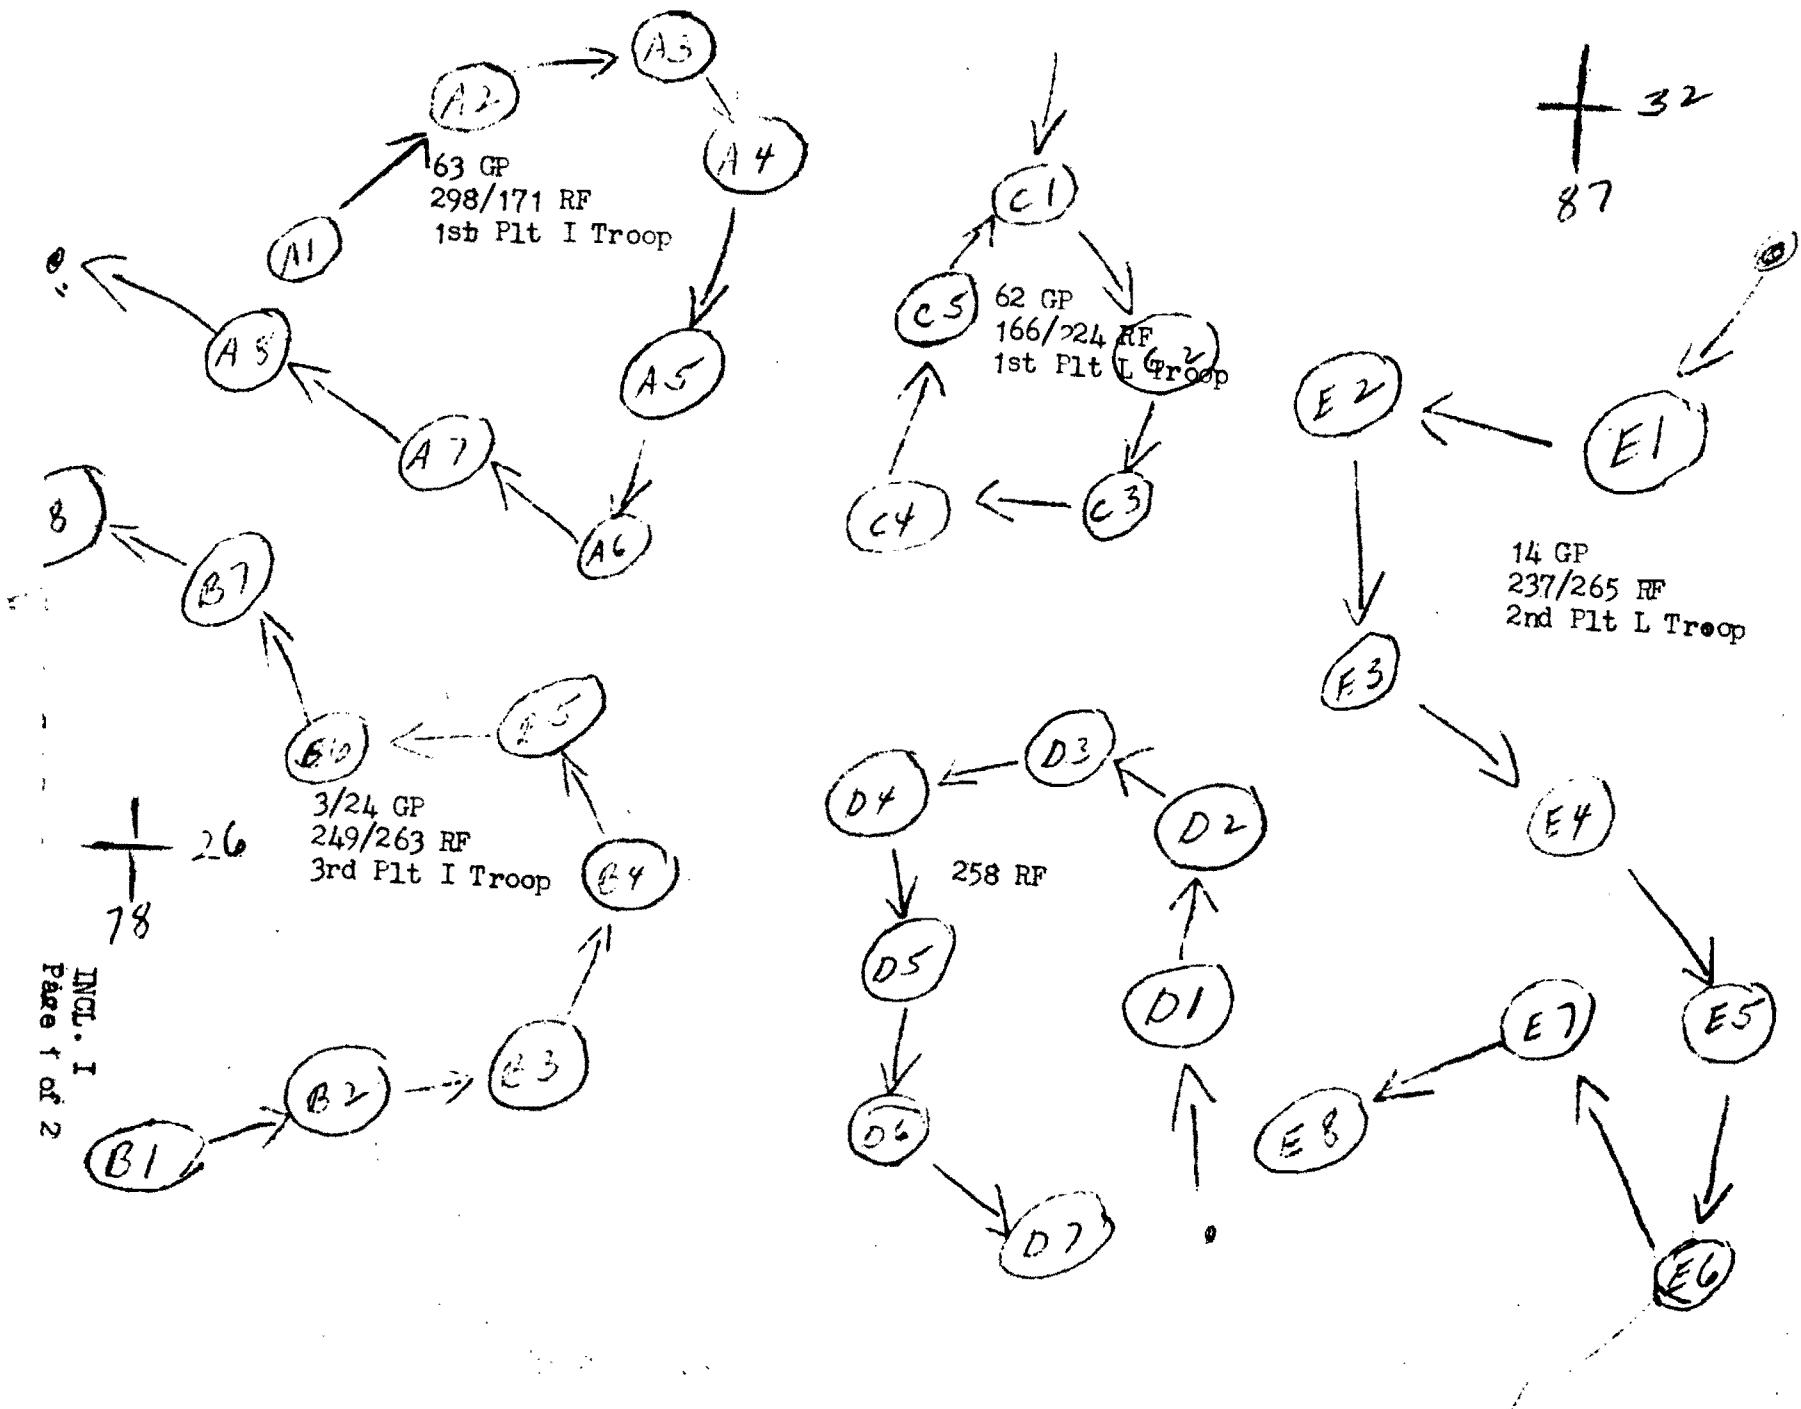 A1
A2
A3
A4
A5
A6
A7
A8
63 GP
298/171 RF
1st Plt I Troop
C1
C2
C3
C4
C5
62 GP
166/224 RF
1st Plt L Troop
32
87
E1
E2
E3
E4
E5
E6
E7
E8
14 GP
237/265 RF
2nd Plt L Troop
B1
B2
B3
B4
B5
B6
B7
8
3/24 GP
249/263 RF
3rd Plt I Troop
26
78
D1
D2
D3
D4
D5
D6
D7
258 RF
INCL. I
Page 1 of 2